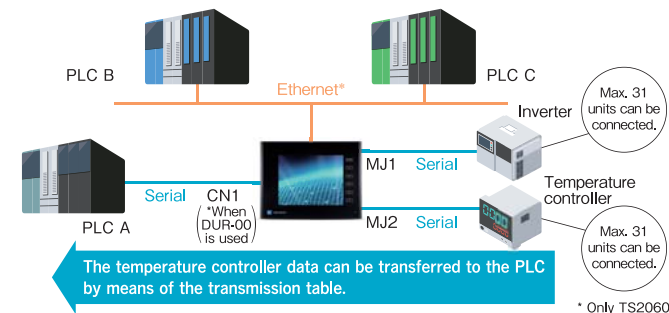 PLC B
PLC C
Ethernet*
Max. 31
units can be
connected.
Inverter
MJ1 Serial
Serial
CN1
(*When
DUR-00
is used)
PLC A
MJ2 Serial
Temperature
controller
Max. 31
units can be
connected.
The temperature controller data can be transferred to the PLC
by means of the transmission table.
* Only TS2060